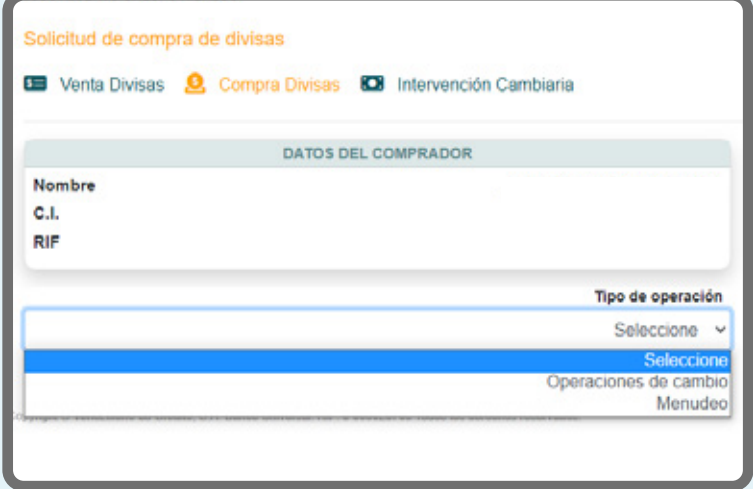 Solicitud de compra de divisas
Venta Divisas Compra Divisas Intervención Cambiaria
DATOS DEL COMPRADOR
Nombre
C.I.
RIF
Tipo de operación
Seleccione
Seleccione
Operaciones de cambio
Menudeo